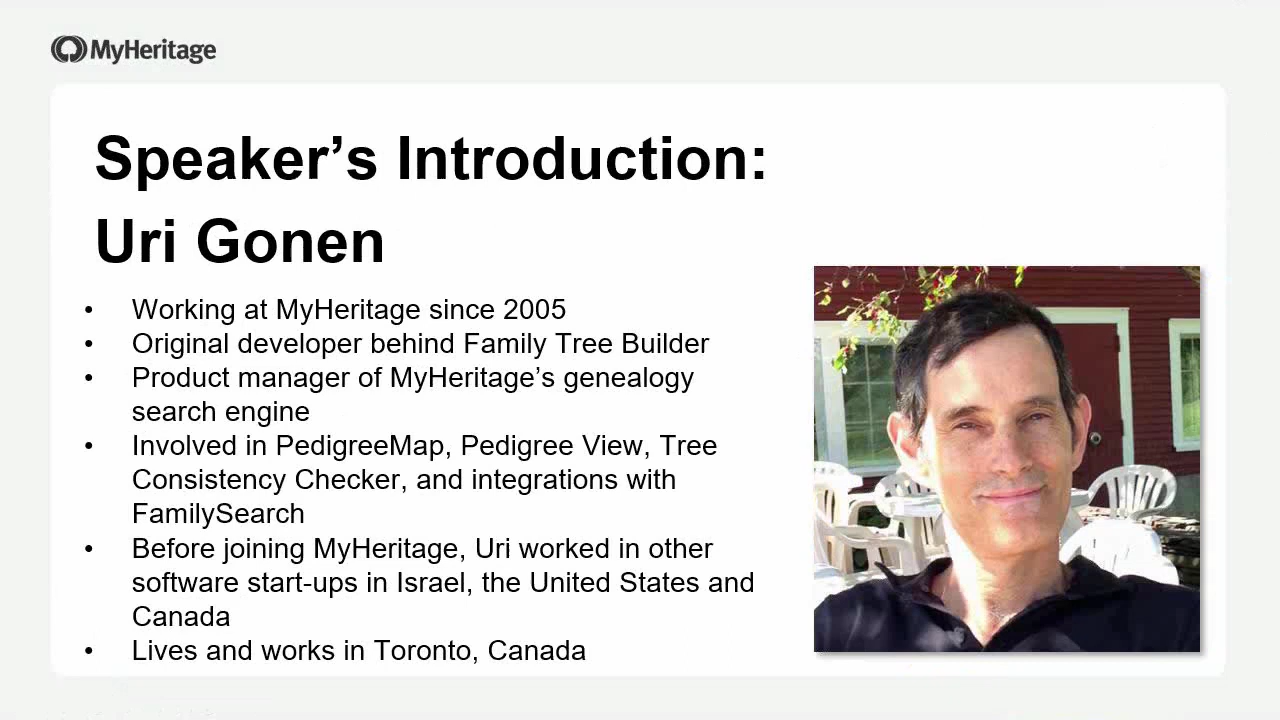 MyHeritage
Speaker’s Introduction:
Uri Gonen
• Working at MyHeritage since 2005
• Original developer behind Family Tree Builder
• Product manager of MyHeritage’s genealogy
search engine
• Involved in PedigreeMap, Pedigree View, Tree
Consistency Checker, and integrations with
FamilySearch
• Before joining MyHeritage, Uri worked in other
software start-ups in Israel, the United States and
Canada
• Lives and works in Toronto, Canada